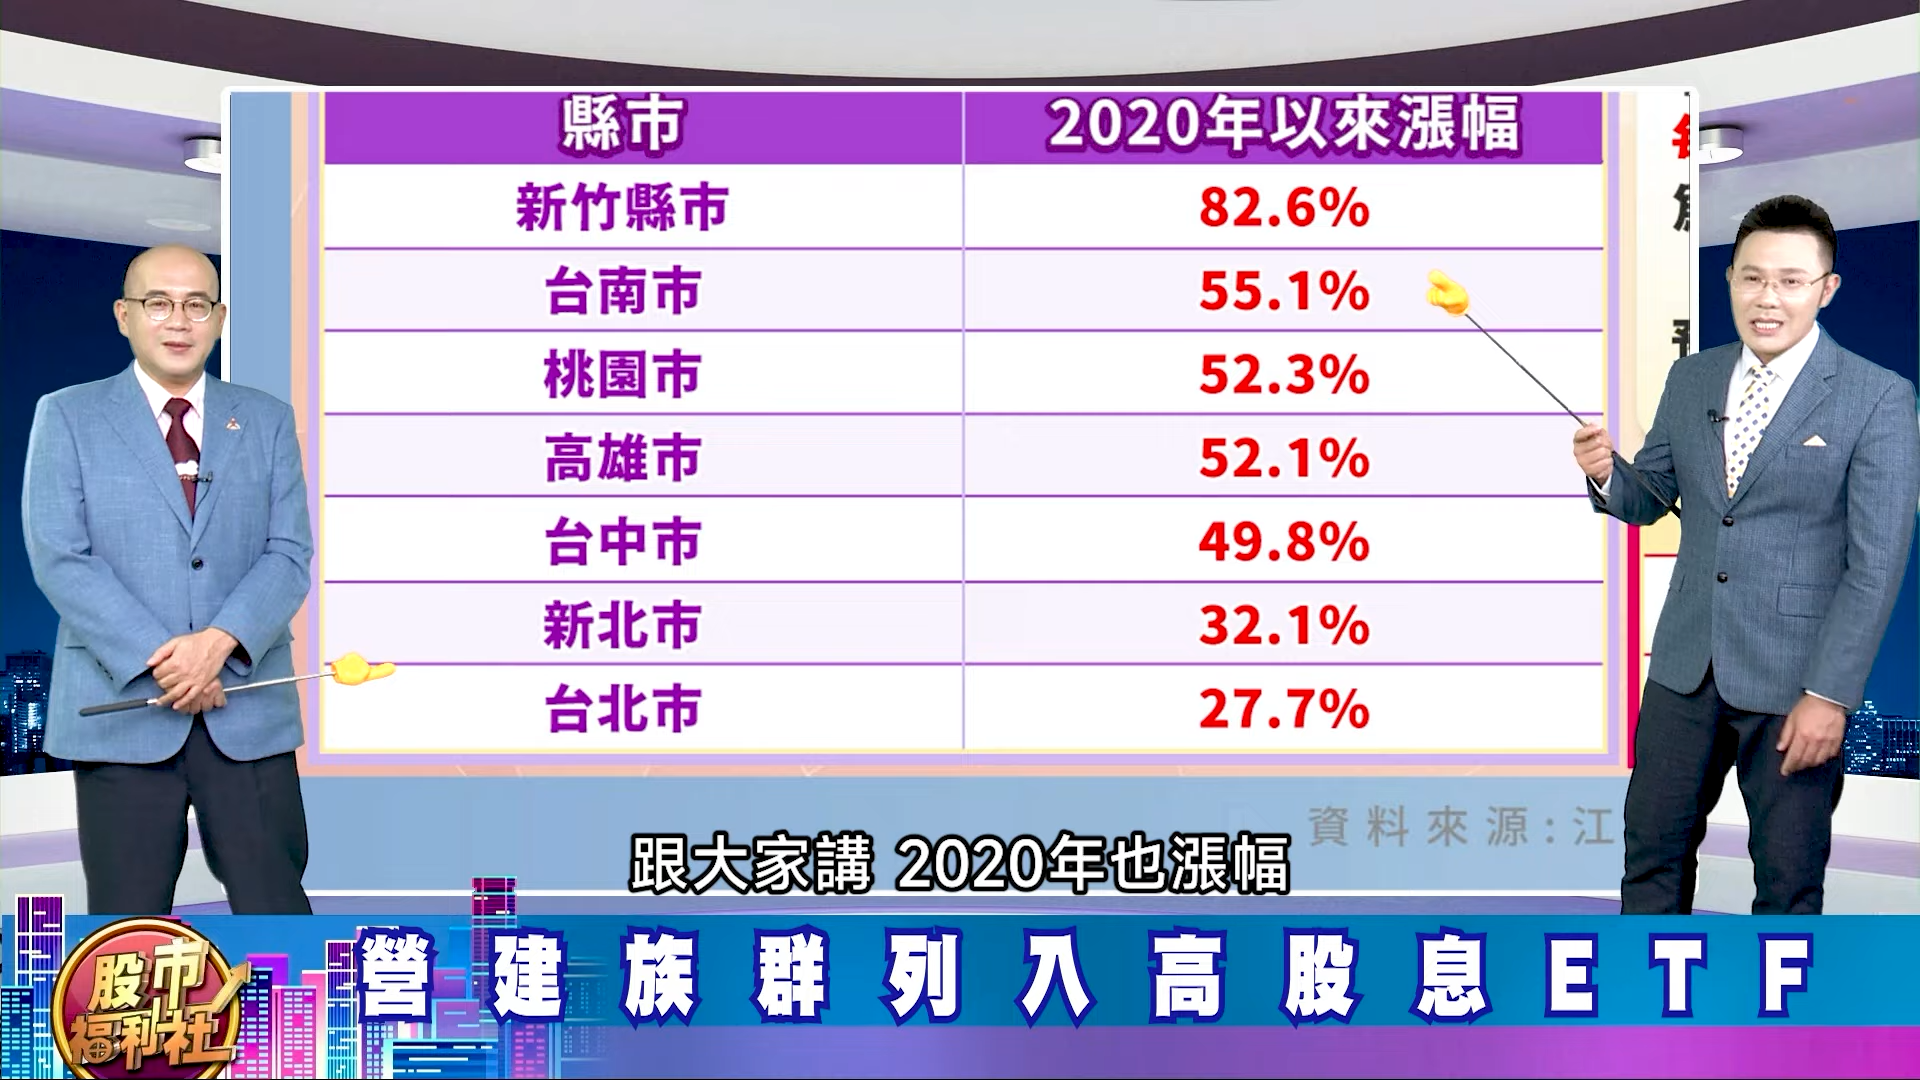 縣市 2020年以來漲幅
新竹縣市 82.6%
台南市 55.1%
桃園市 52.3%
高雄市 52.1%
台中市 49.8%
新北市 32.1%
台北市 27.7%
資料來源:江
跟大家講 2020年也漲幅
營建族群列入高股息ETF
股市
福利社